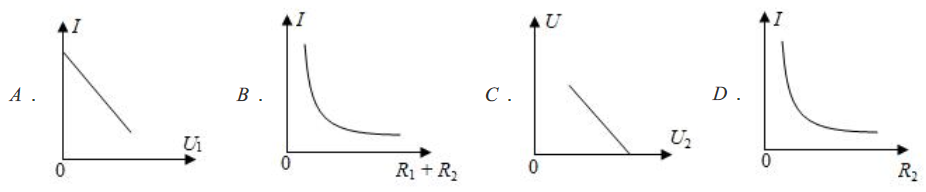 A . I 0 U₁
B . I 0 R₁ + R₂
C . U 0 U₂
D . I 0 R₂